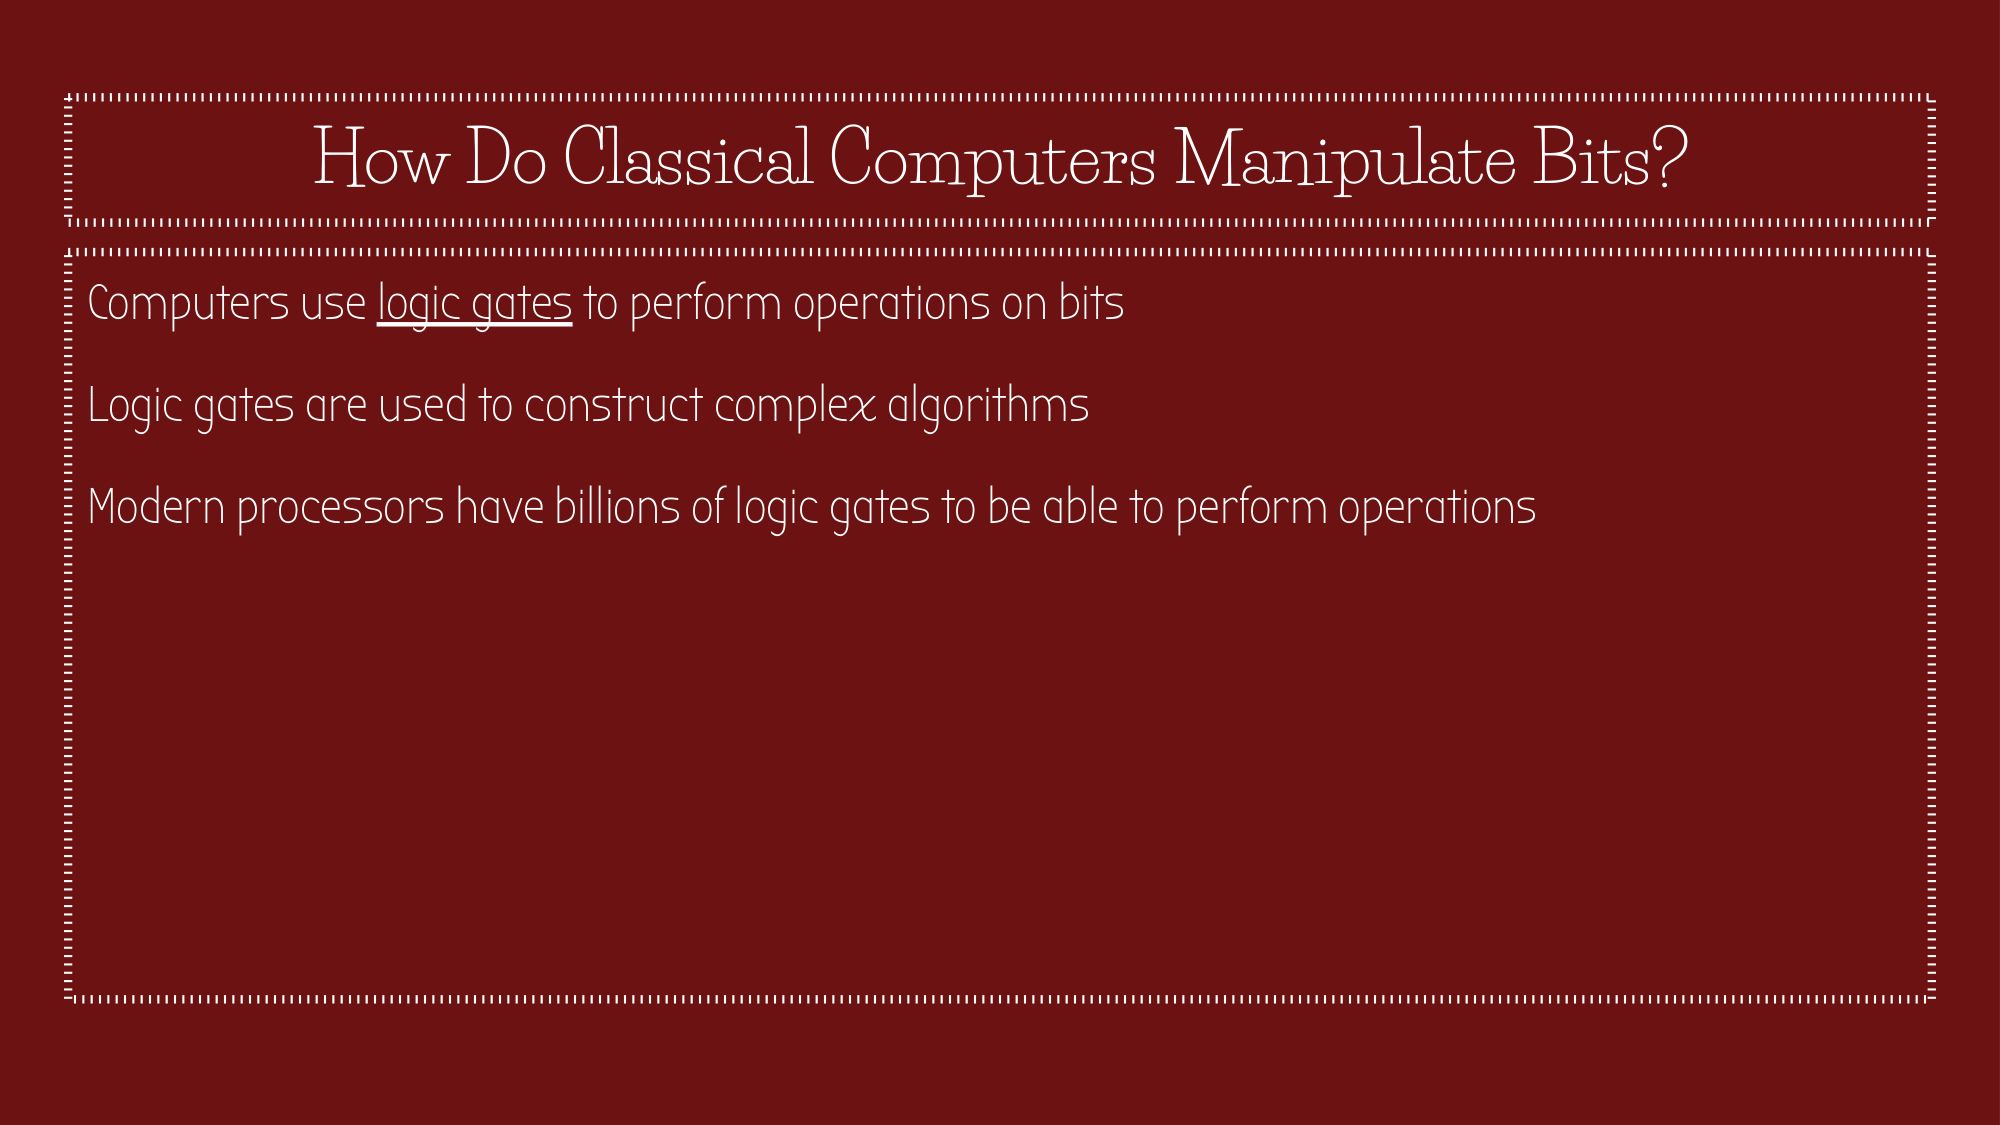 How Do Classical Computers Manipulate Bits?
Computers use logic gates to perform operations on bits
Logic gates are used to construct complex algorithms
Modern processors have billions of logic gates to be able to perform operations